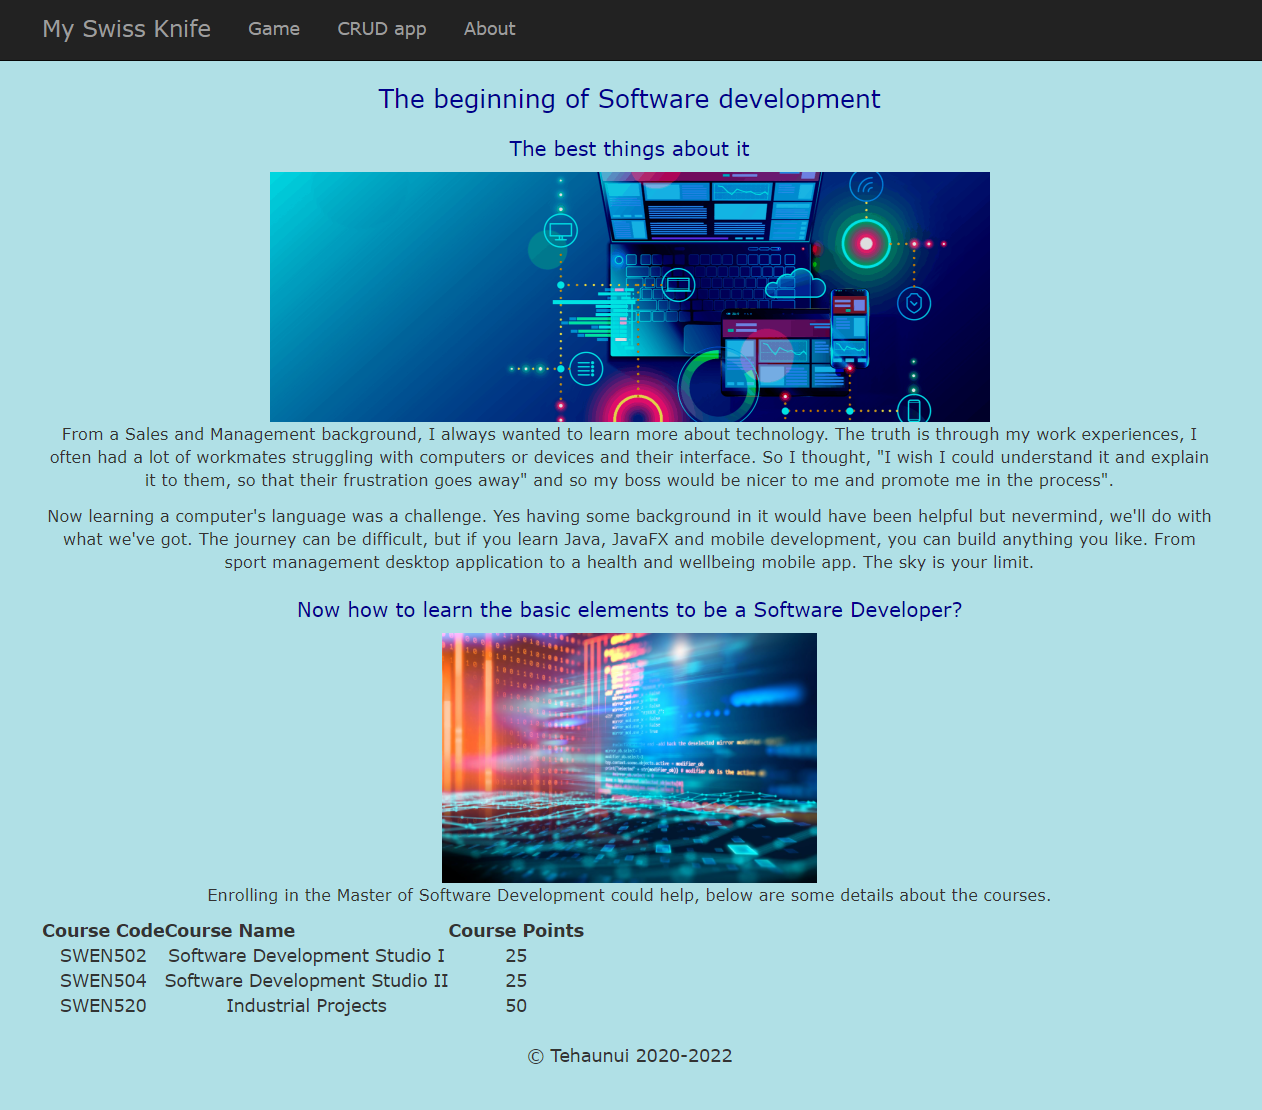 My Swiss Knife Game CRUD app About
The beginning of Software development
The best things about it
From a Sales and Management background, I always wanted to learn more about technology. The truth is through my work experiences, I
often had a lot of workmates struggling with computers or devices and their interface. So I thought, "I wish I could understand it and explain
it to them, so that their frustration goes away" and so my boss would be nicer to me and promote me in the process".
Now learning a computer's language was a challenge. Yes having some background in it would have been helpful but nevermind, we'll do with
what we've got. The journey can be difficult, but if you learn Java, JavaFX and mobile development, you can build anything you like. From
sport management desktop application to a health and wellbeing mobile app. The sky is your limit.
Now how to learn the basic elements to be a Software Developer?
Enrolling in the Master of Software Development could help, below are some details about the courses.
Course Code Course Name Course Points
SWEN502 Software Development Studio I 25
SWEN504 Software Development Studio II 25
SWEN520 Industrial Projects 50
© Tehaunui 2020-2022